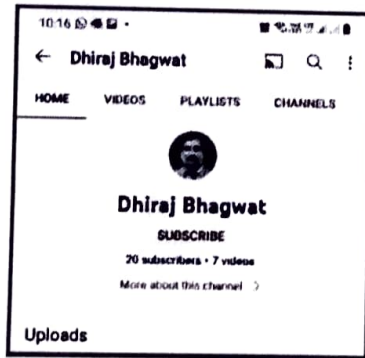 10:16
Dhiraj Bhagwat
HOME VIDEOS PLAYLISTS CHANNELS
Dhiraj Bhagwat
SUBSCRIBE
20 subscribers • 7 videos
More about this channel >
Uploads